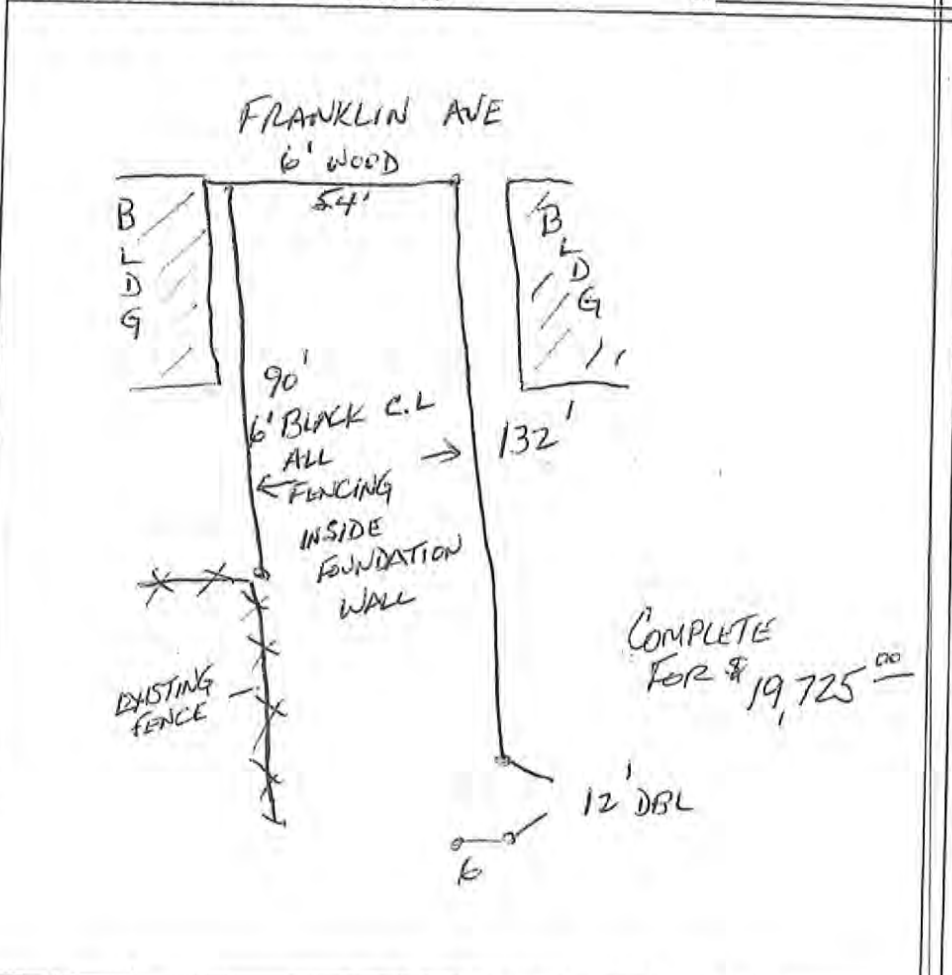 FRANKLIN AVE
6' WOOD
54'
B
L
D
G
B
L
D
G
90'
6' BLACK C.L
ALL
FENCING
INSIDE
FOUNDATION
WALL
132'
EXISTING
FENCE
COMPLETE
FOR $19,725 00
12' DBL
6